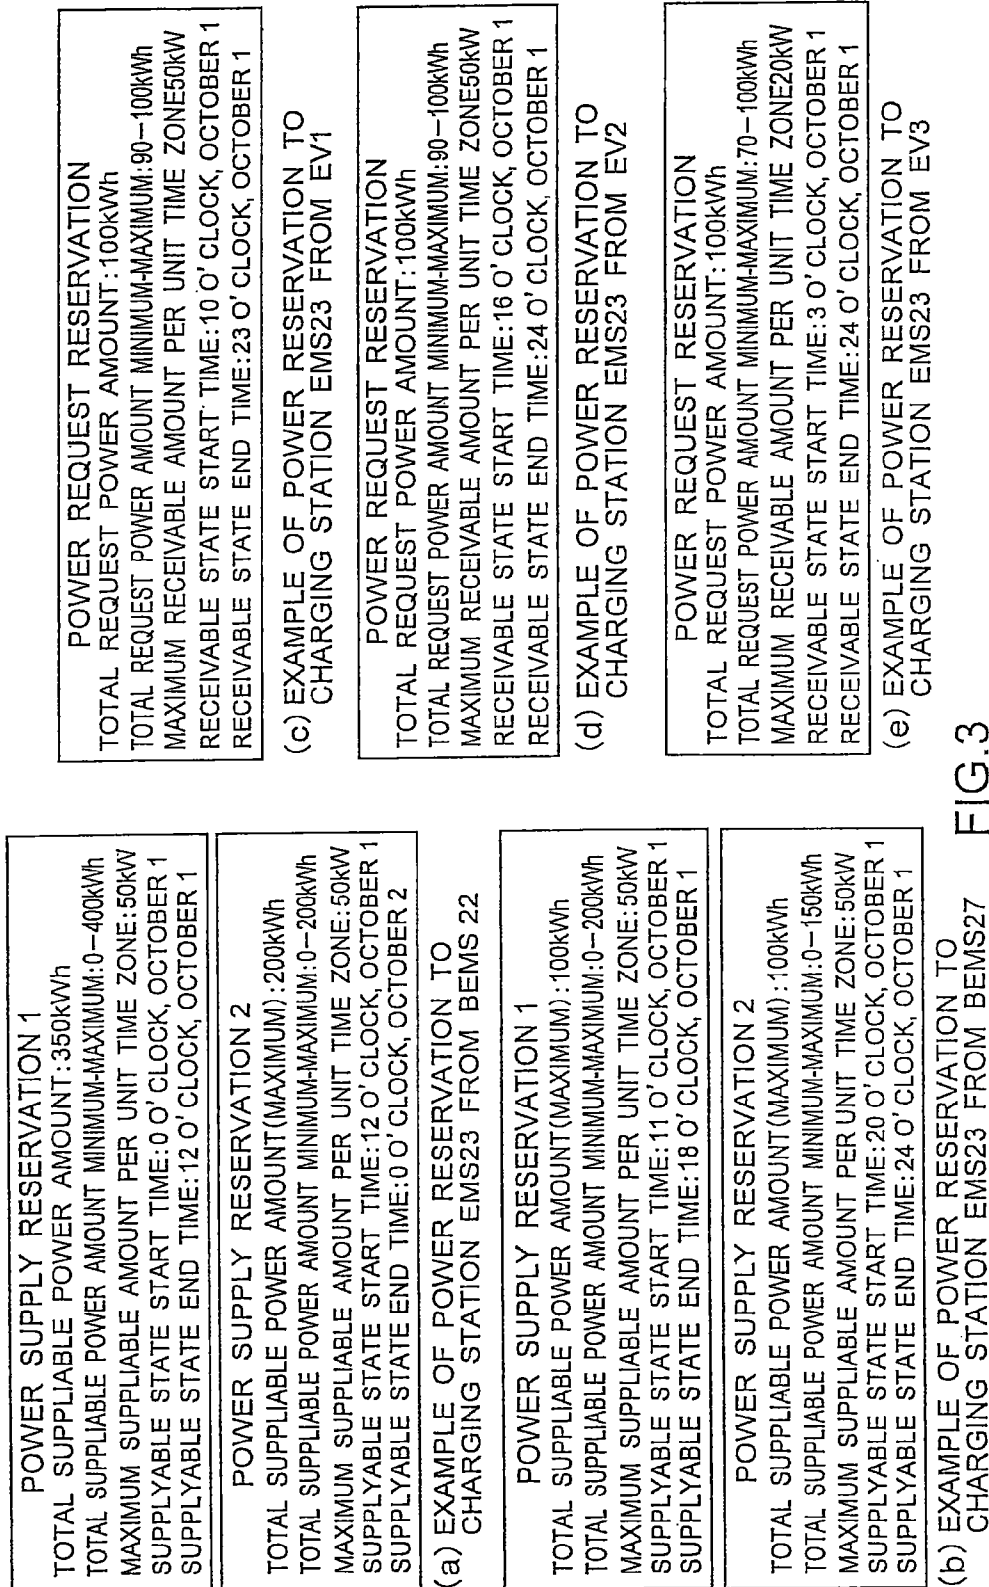 POWER SUPPLY RESERVATION 1
TOTAL SUPPLIABLE POWER AMOUNT:350kWh
TOTAL SUPPLIABLE POWER AMOUNT MINIMUM-MAXIMUM:0-400kWh
MAXIMUM SUPPLIABLE AMOUNT PER UNIT TIME ZONE:50kW
SUPPLYABLE STATE START TIME:0 O'CLOCK, OCTOBER 1
SUPPLYABLE STATE END TIME:12 O'CLOCK, OCTOBER 1
POWER SUPPLY RESERVATION 2
TOTAL SUPPLIABLE POWER AMOUNT(MAXIMUM):200kWh
TOTAL SUPPLIABLE POWER AMOUNT MINIMUM-MAXIMUM:0-200kWh
MAXIMUM SUPPLIABLE AMOUNT PER UNIT TIME ZONE:50kW
SUPPLYABLE STATE START TIME:12 O'CLOCK, OCTOBER 1
SUPPLYABLE STATE END TIME:0 O'CLOCK, OCTOBER 2
(a) EXAMPLE OF POWER RESERVATION TO
CHARGING STATION EMS23 FROM BEMS 22
POWER SUPPLY RESERVATION 1
TOTAL SUPPLIABLE POWER AMOUNT(MAXIMUM):100kWh
TOTAL SUPPLIABLE POWER AMOUNT MINIMUM-MAXIMUM:0-200kWh
MAXIMUM SUPPLIABLE AMOUNT PER UNIT TIME ZONE:50kW
SUPPLYABLE STATE START TIME:11 O'CLOCK, OCTOBER 1
SUPPLYABLE STATE END TIME:18 O'CLOCK, OCTOBER 1
POWER SUPPLY RESERVATION 2
TOTAL SUPPLIABLE POWER AMOUNT(MAXIMUM):100kWh
TOTAL SUPPLIABLE POWER AMOUNT MINIMUM-MAXIMUM:0-150kWh
MAXIMUM SUPPLIABLE AMOUNT PER UNIT TIME ZONE:50kW
SUPPLYABLE STATE START TIME:20 O'CLOCK, OCTOBER 1
SUPPLYABLE STATE END TIME:24 O'CLOCK, OCTOBER 1
(b) EXAMPLE OF POWER RESERVATION TO
CHARGING STATION EMS23 FROM BEMS27
POWER REQUEST RESERVATION
TOTAL REQUEST POWER AMOUNT:100kWh
TOTAL REQUEST POWER AMOUNT MINIMUM-MAXIMUM:90-100kWh
MAXIMUM RECEIVABLE AMOUNT PER UNIT TIME ZONE50kW
RECEIVABLE STATE START TIME:10 O'CLOCK, OCTOBER 1
RECEIVABLE STATE END TIME:23 O'CLOCK, OCTOBER 1
(c) EXAMPLE OF POWER RESERVATION TO
CHARGING STATION EMS23 FROM EV1
POWER REQUEST RESERVATION
TOTAL REQUEST POWER AMOUNT:100kWh
TOTAL REQUEST POWER AMOUNT MINIMUM-MAXIMUM:90-100kWh
MAXIMUM RECEIVABLE AMOUNT PER UNIT TIME ZONE50kW
RECEIVABLE STATE START TIME:16 O'CLOCK, OCTOBER 1
RECEIVABLE STATE END TIME:24 O'CLOCK, OCTOBER 1
(d) EXAMPLE OF POWER RESERVATION TO
CHARGING STATION EMS23 FROM EV2
POWER REQUEST RESERVATION
TOTAL REQUEST POWER AMOUNT:100kWh
TOTAL REQUEST POWER AMOUNT MINIMUM-MAXIMUM:70-100kWh
MAXIMUM RECEIVABLE AMOUNT PER UNIT TIME ZONE20kW
RECEIVABLE STATE START TIME:3 O'CLOCK, OCTOBER 1
RECEIVABLE STATE END TIME:24 O'CLOCK, OCTOBER 1
(e) EXAMPLE OF POWER RESERVATION TO
CHARGING STATION EMS23 FROM EV3
FIG.3